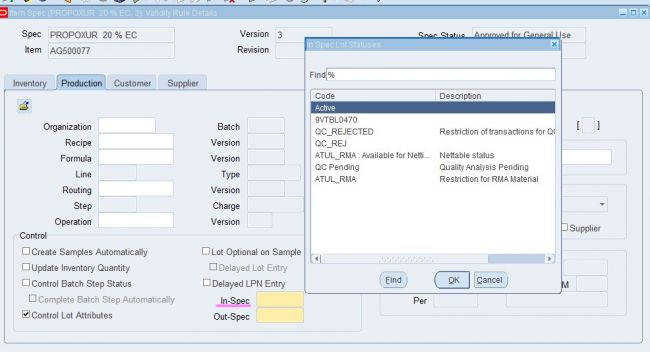 Item Spec (PROPOXUR 20 % EC, 3): Validity Rule Details
Spec PROPOXUR 20 % EC Version 3 Spec Status Approved for General Use
Item AG500077 Revision
In Spec Lot Statuses
Find %
Inventory Production Customer Supplier
Code Description
Active
9VTBL0470
QC_REJECTED Restriction of transactions for QC
QC_REJ
ATUL_RMA : Available for Netti... Nettable status
QC Pending Quality Analysis Pending
ATUL_RMA Restriction for RMA Material
Find OK Cancel
[ ]
Organization Batch
Recipe Version
Formula Version
Line Type
Routing Version
Step Charge
Operation Version
Supplier
Control
Create Samples Automatically Lot Optional on Sample
Update Inventory Quantity Delayed Lot Entry
Control Batch Step Status Delayed LPN Entry
Complete Batch Step Automatically In-Spec
Control Lot Attributes Out-Spec
M
Per